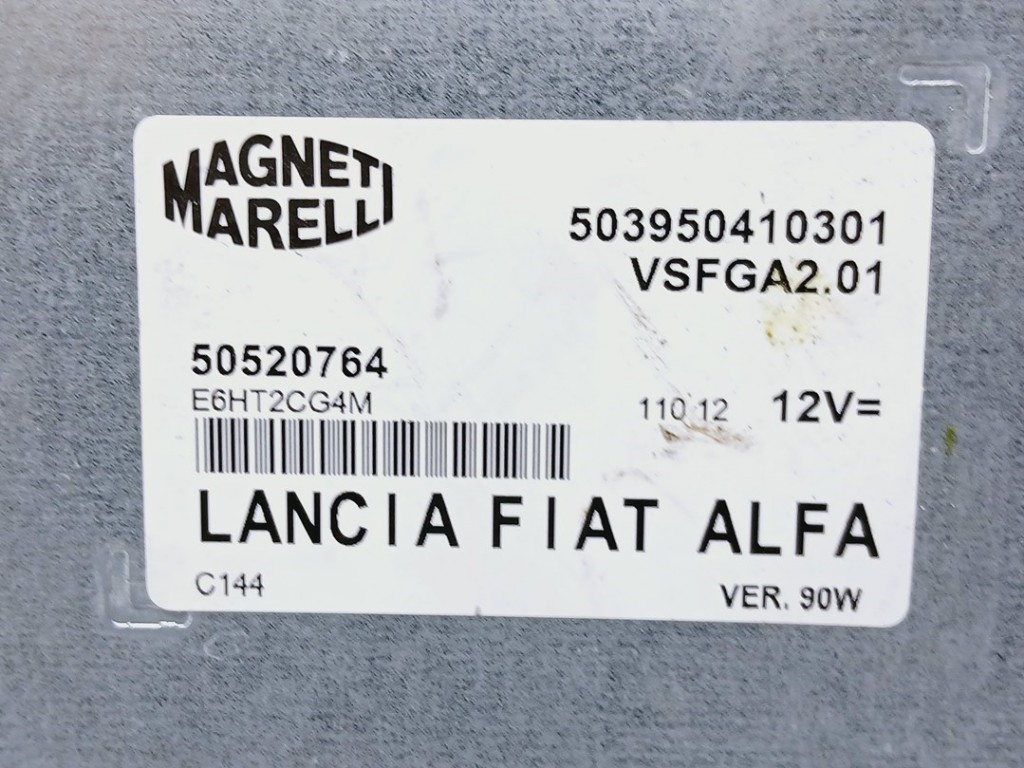 MAGNETI
MARELLI
503950410301
VSFGA2.01
50520764
E6HT2CG4M
110 12 12V=
LANCIA FIAT ALFA
C144 VER. 90W